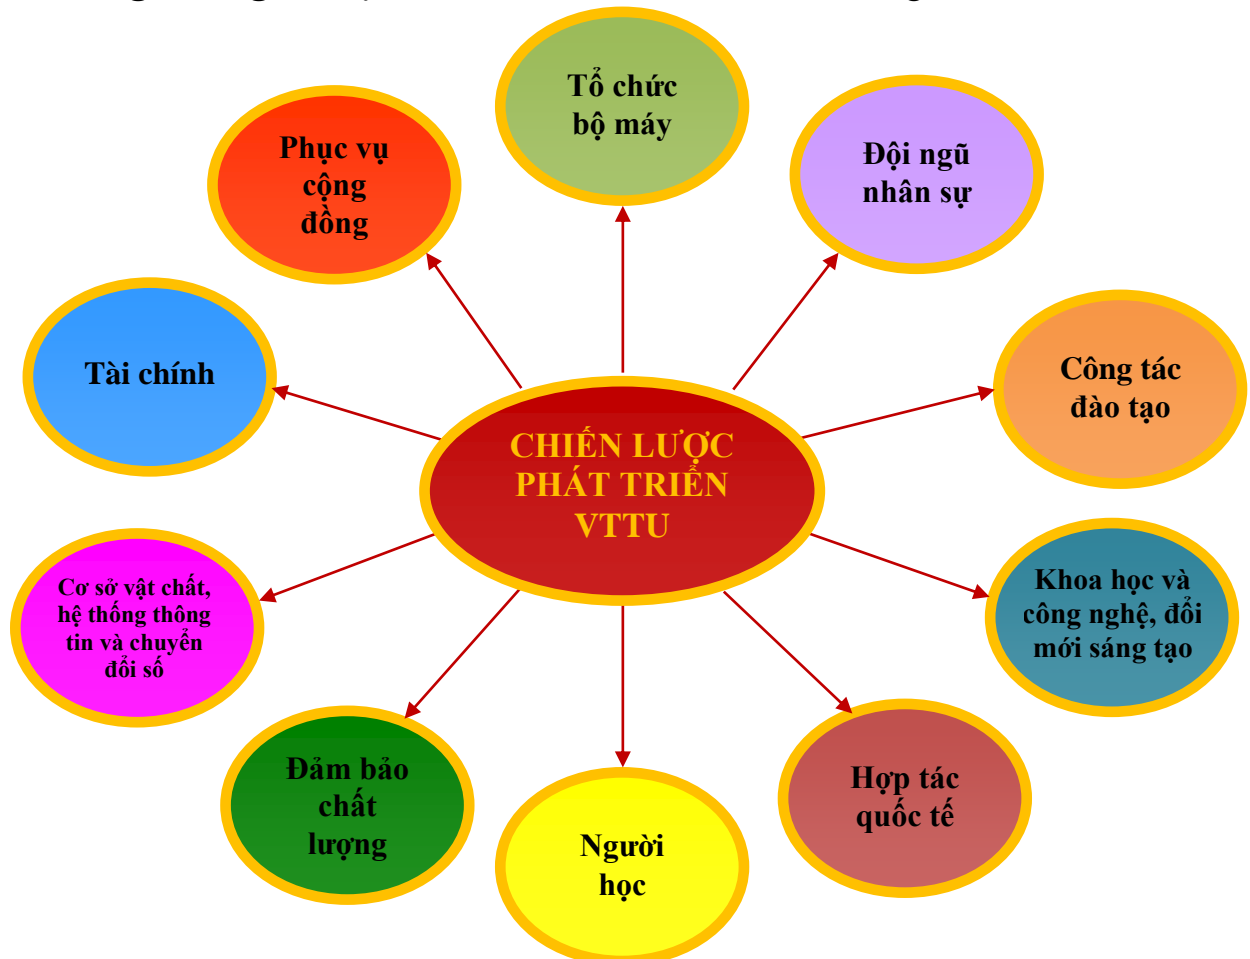 Tổ chức
bộ máy
Đội ngũ
nhân sự
Công tác
đào tạo
Khoa học và
công nghệ, đổi
mới sáng tạo
Hợp tác
quốc tế
Người
học
Đảm bảo
chất
lượng
Cơ sở vật chất,
hệ thống thông
tin và chuyển
đổi số
Tài chính
Phục vụ
cộng
đồng
CHIẾN LƯỢC
PHÁT TRIỂN
VTTU